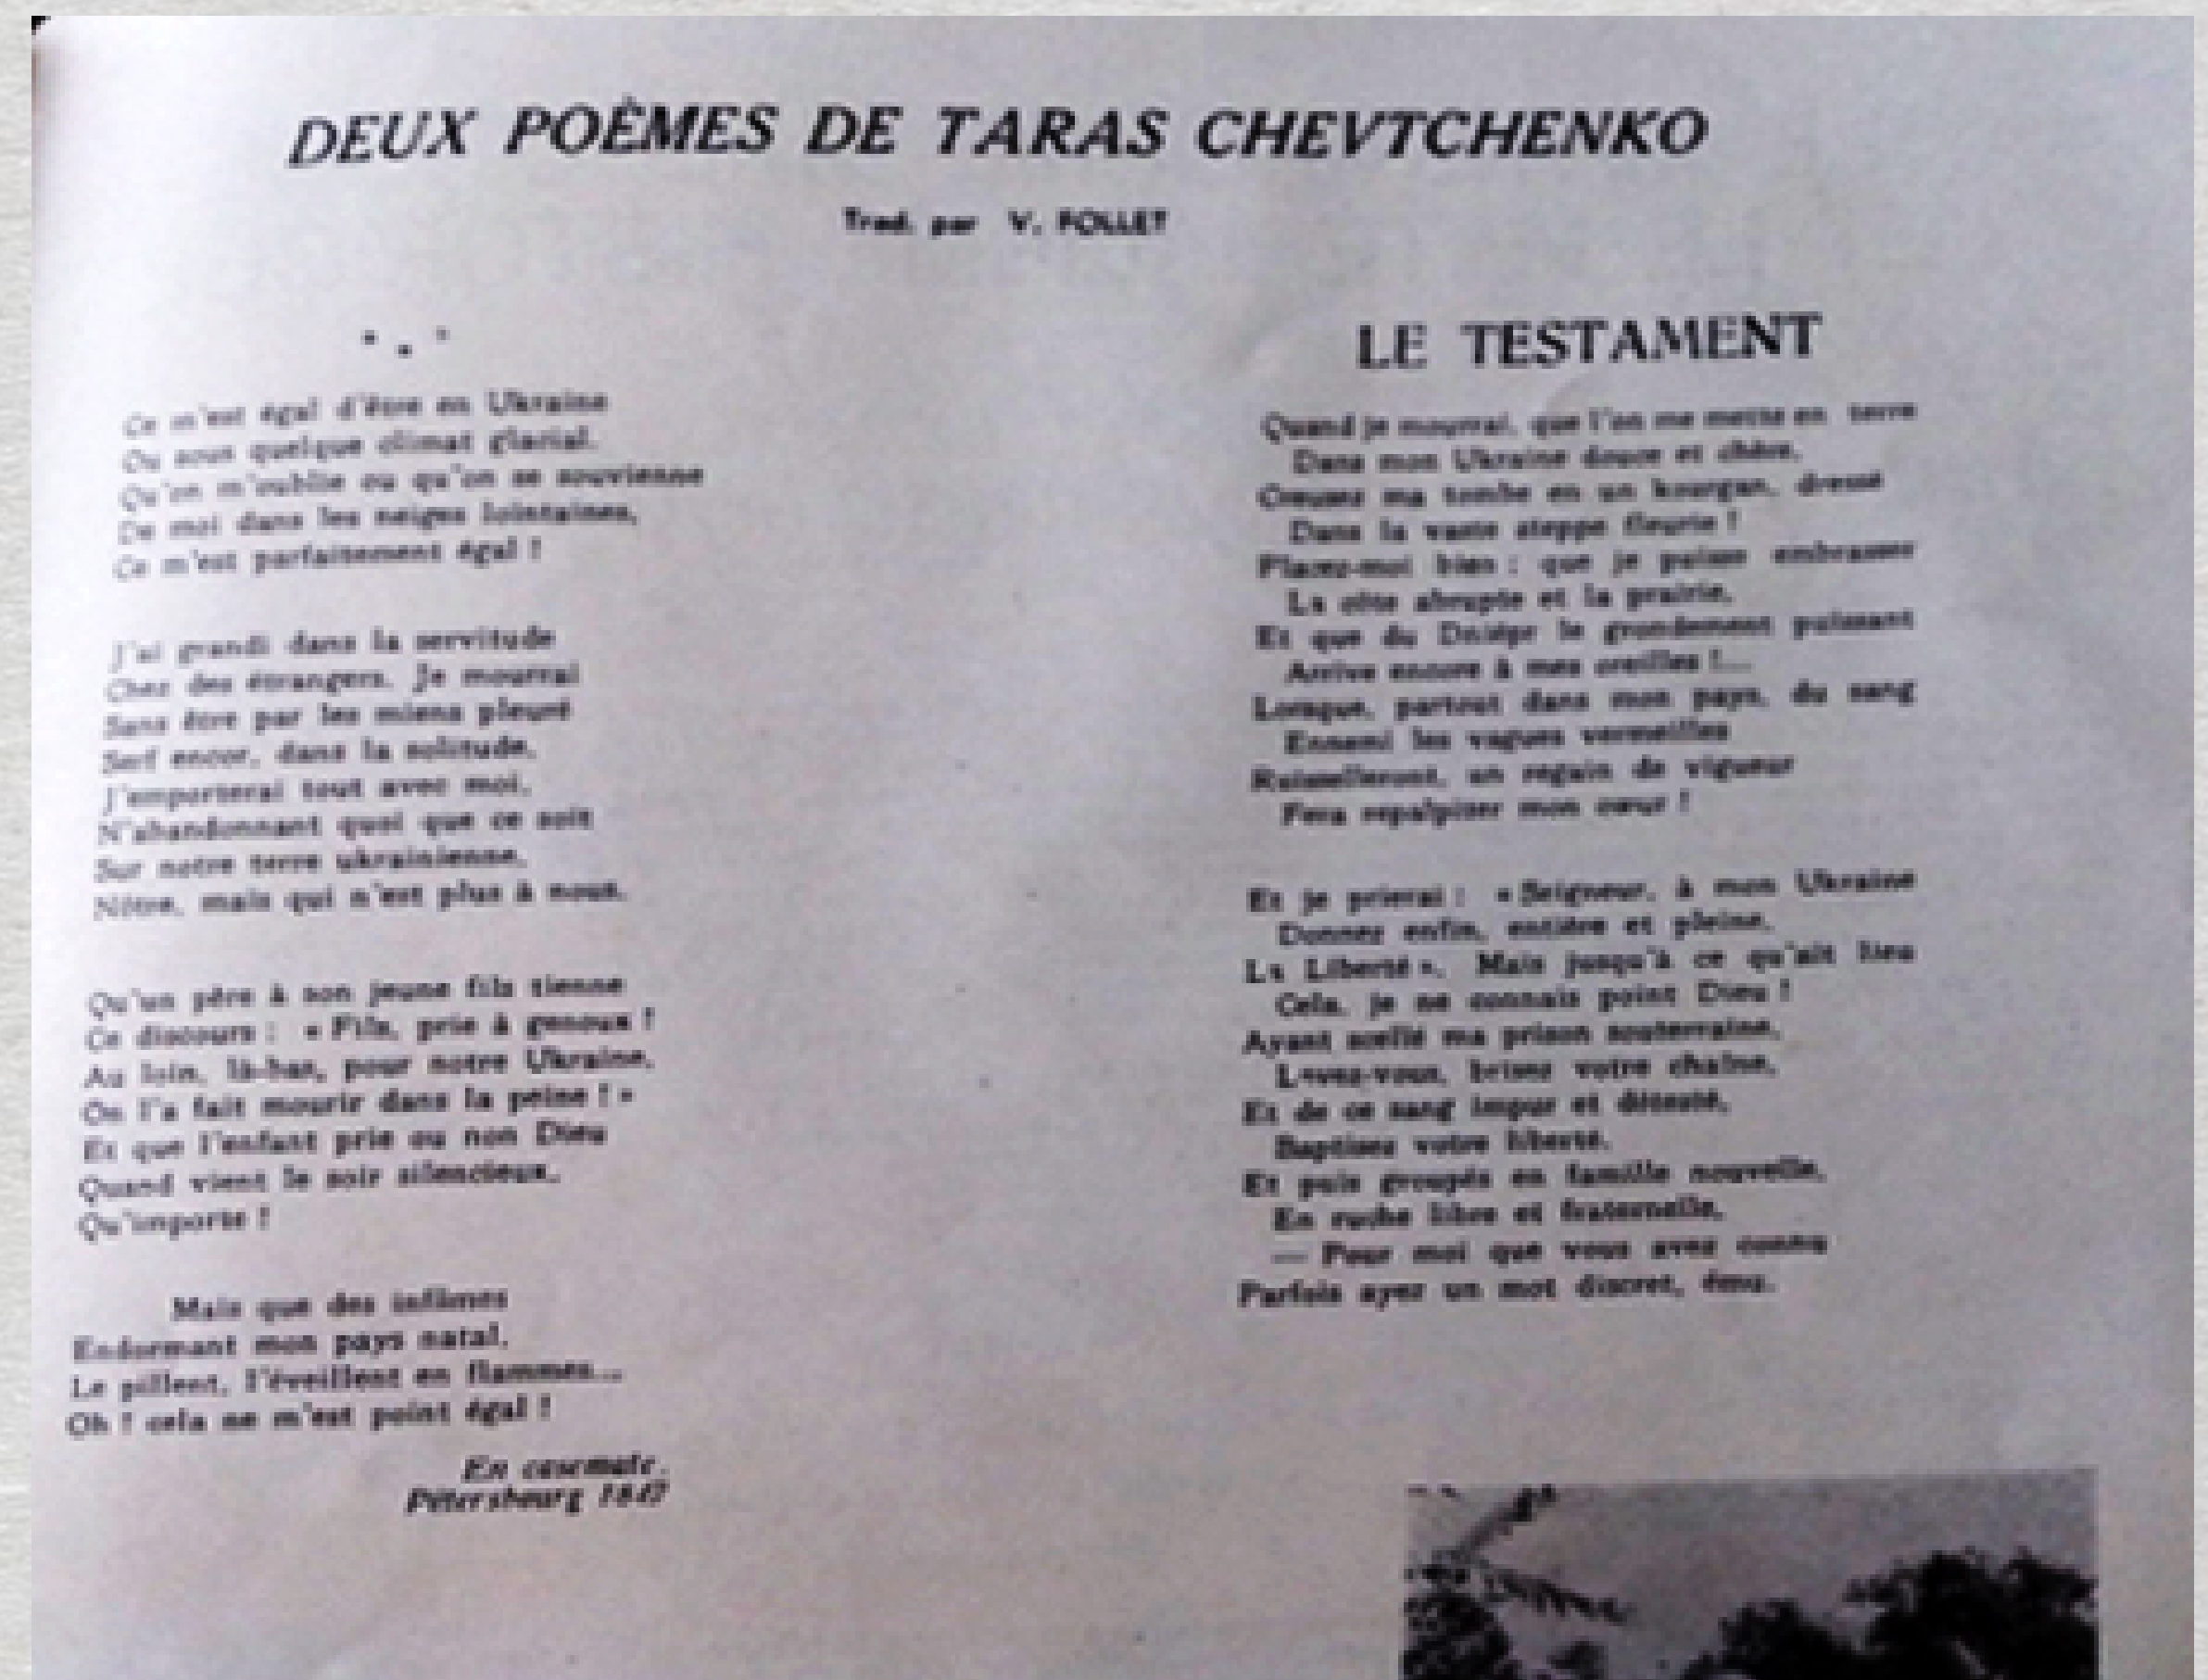 DEUX POÈMES DE TARAS CHEVTCHENKO
Trad. par V. FOLLET
Ce m'est égal d'être en Ukraine
Ou sous quelque climat glacial.
Qu'on m'oublie ou qu'on se souvienne
De moi dans les neiges lointaines,
Ce m'est parfaitement égal !
J'ai grandi dans la servitude
Chez des étrangers. Je mourrai
Sans être par les miens pleuré
Serf encor, dans la solitude.
J'emporterai tout avec moi.
N'abandonnant quoi que ce soit
Sur notre terre ukrainienne.
Nôtre, mais qui n'est plus à nous.
Qu'un père à son jeune fils tienne
Ce discours : « Fils, prie à genoux !
Au loin, là-bas, pour notre Ukraine.
On l'a fait mourir dans la peine ! »
Et que l'enfant prie ou non Dieu
Quand vient le soir silencieux.
Qu'importe !
Mais que des infâmes
Endormant mon pays natal.
Le pillent, l'éveillent en flammes...
Oh ! cela ne m'est point égal !
En casemate.
Pétersbourg 1847
LE TESTAMENT
Quand je mourrai, que l'on me mette en terre
Dans mon Ukraine douce et chère.
Creusez ma tombe en un kourgan, dressé
Dans la vaste steppe fleurie !
Placez-moi bien : que je puisse embrasser
La côte abrupte et la prairie.
Et que du Dniépr le grondement puissant
Arrive encore à mes oreilles !...
Lorsque, partout dans mon pays, du sang
Ennemi les vagues vermeilles
Ruisselleront, un regain de vigueur
Fera repalpiter mon cœur !
Et je prierai : « Seigneur, à mon Ukraine
Donnez enfin, entière et pleine.
La Liberté ». Mais jusqu'à ce qu'ait lieu
Cela, je ne connais point Dieu !
Ayant scellé ma prison souterraine,
Levez-vous, brisez votre chaîne,
Et de ce sang impur et détesté,
Baptisez votre liberté.
Et puis groupés en famille nouvelle,
En ruche libre et fraternelle,
— Pour moi que vous avez connu
Parfois ayez un mot discret, ému.